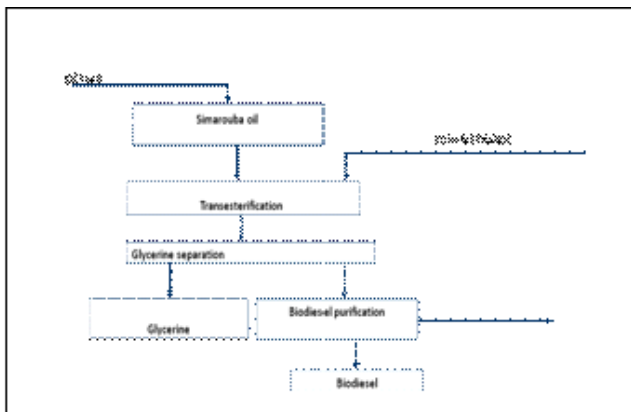 Simarouba oil
Transesterification
Glycerine separation
Glycerine
Biodiesel purification
Biodiesel